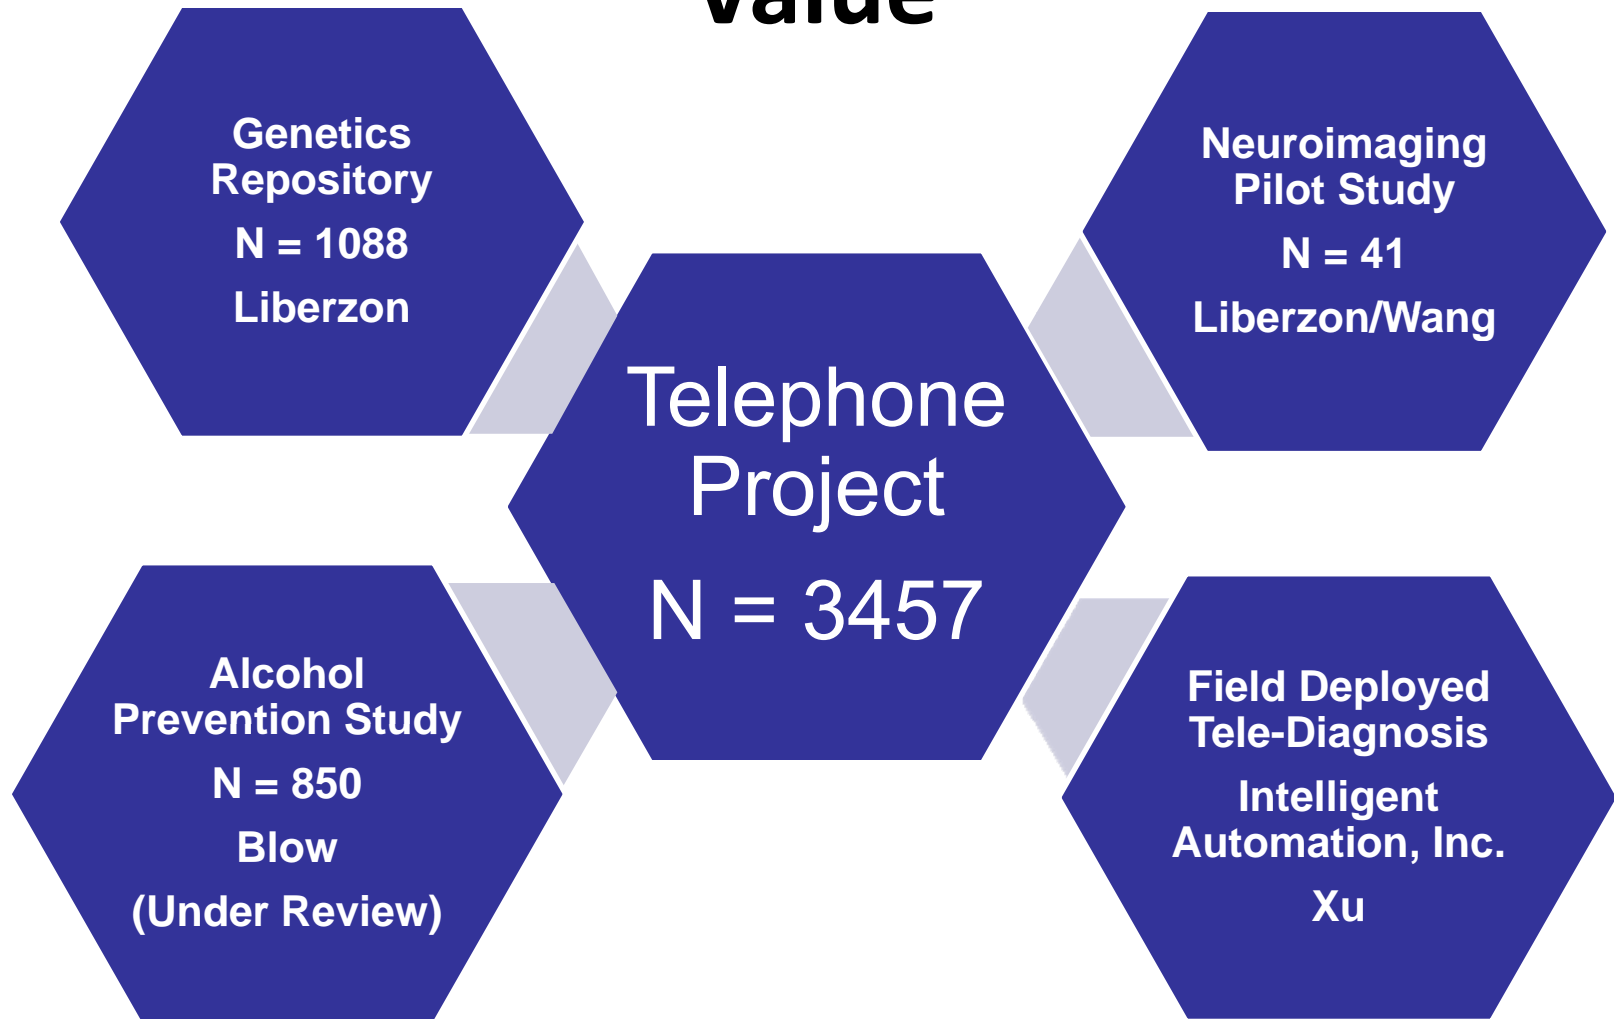 Value
Genetics
Repository
N = 1088
Liberzon
Neuroimaging
Pilot Study
N = 41
Liberzon/Wang
Telephone
Project
N = 3457
Alcohol
Prevention Study
N = 850
Blow
(Under Review)
Field Deployed
Tele-Diagnosis
Intelligent
Automation, Inc.
Xu